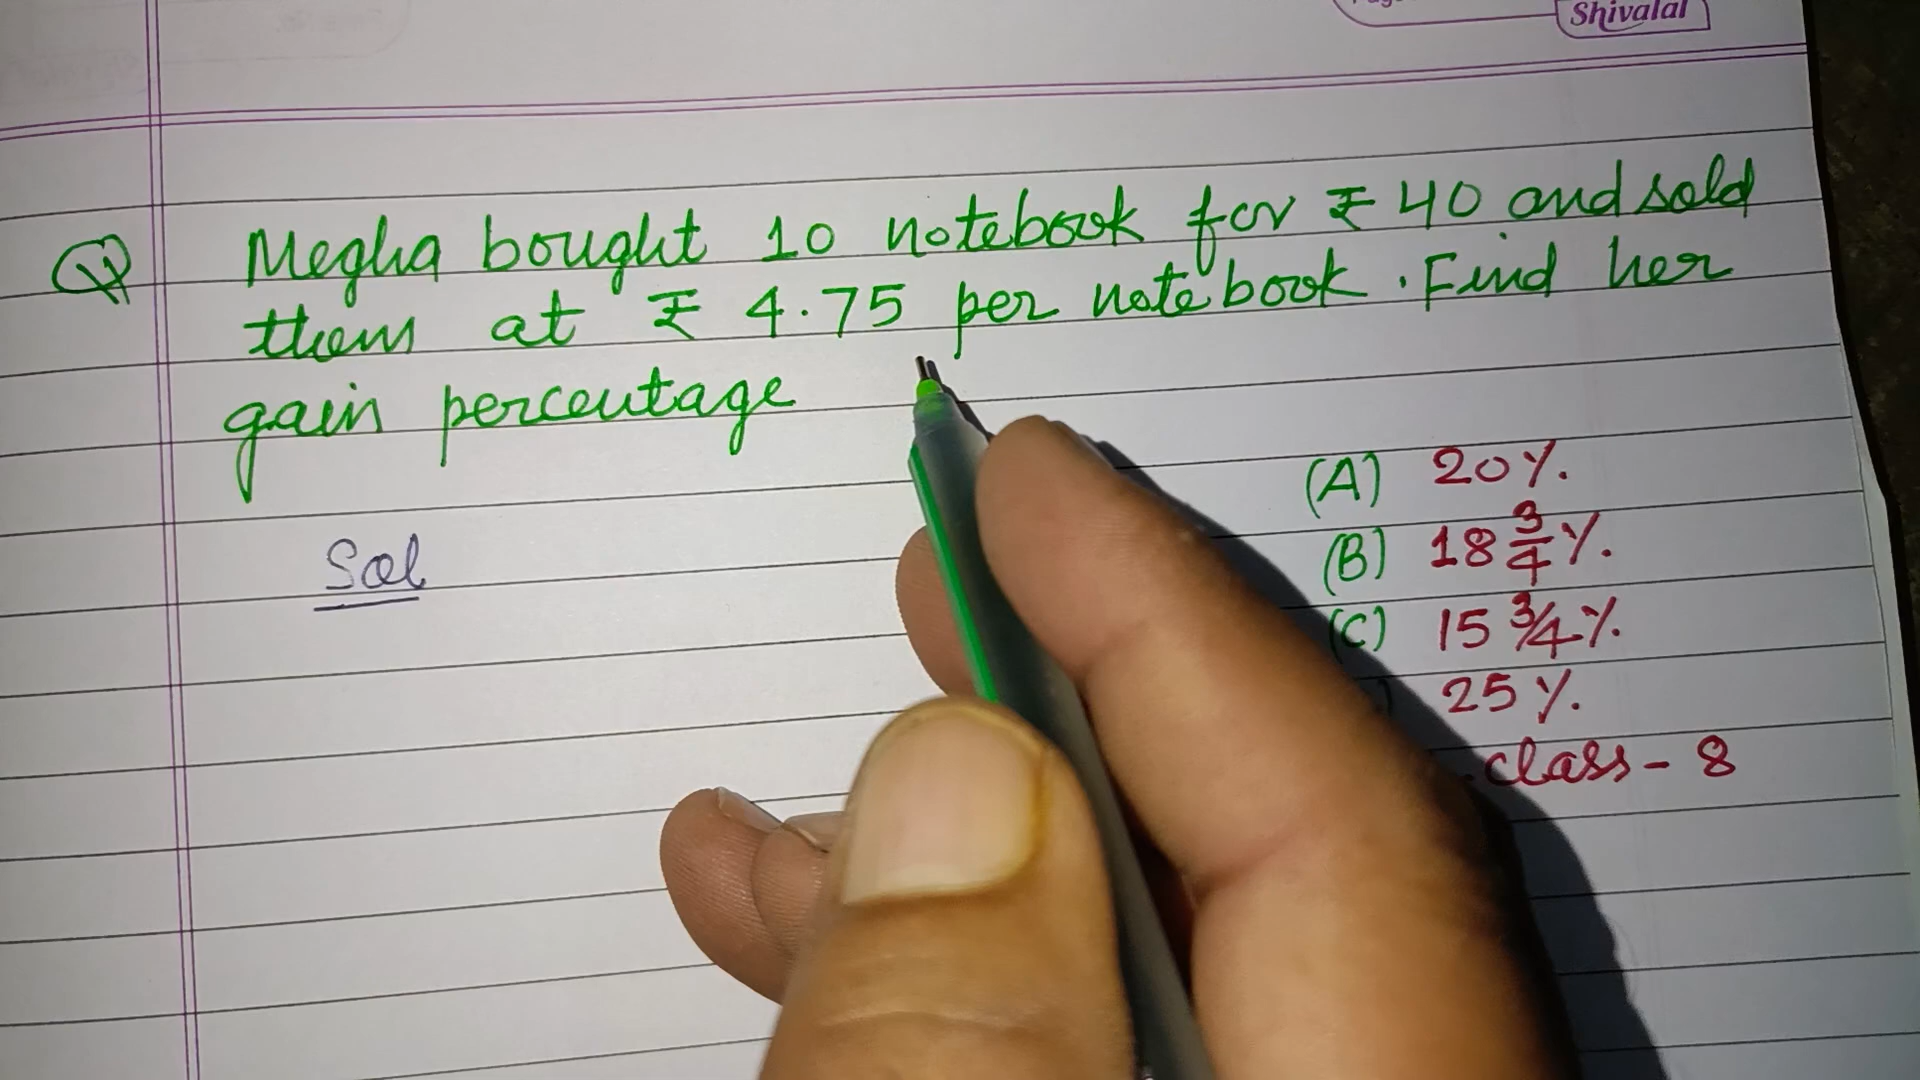 Shivalal
Q Megha bought 10 notebook for ₹ 40 and sold
them at ₹ 4.75 per notebook. Find her
gain percentage
Sol
(A) 20%.
(B) 18 3/4 %.
(C) 15 3/4 %.
25 %.
class - 8